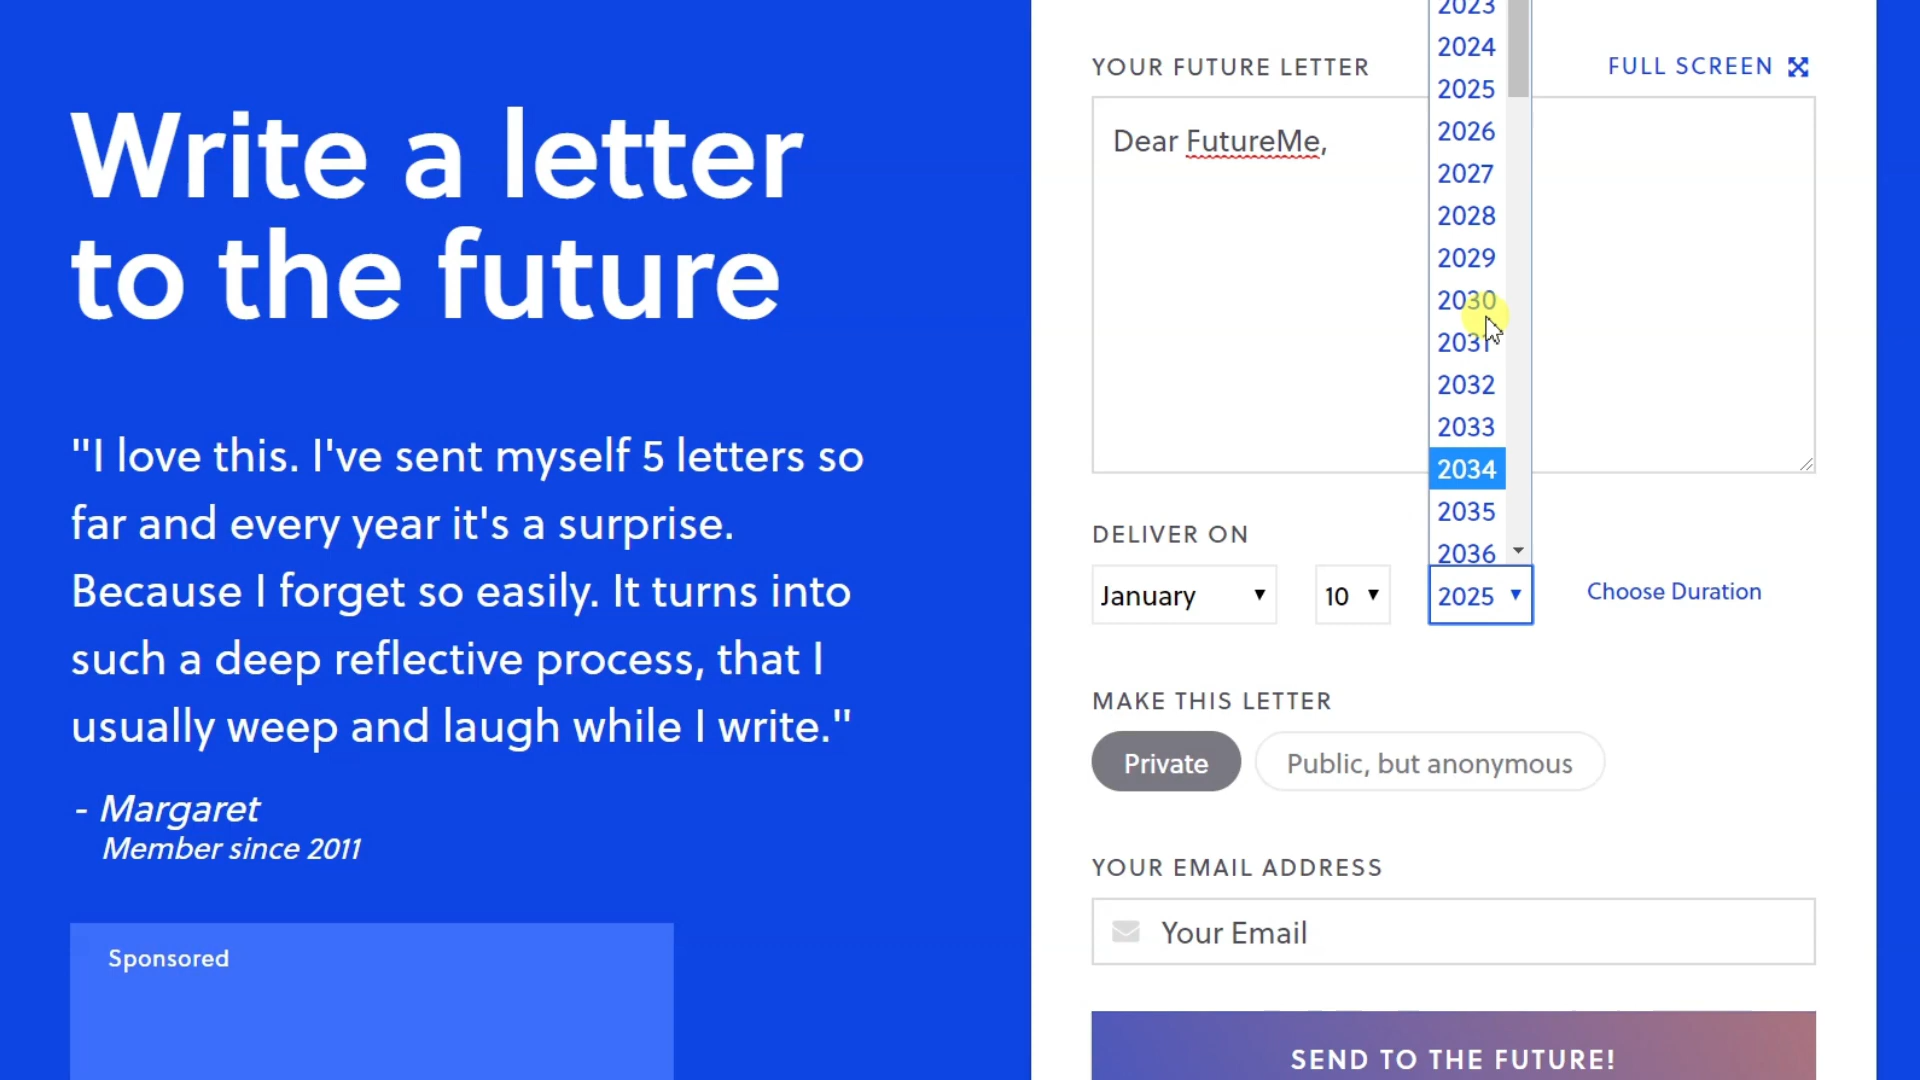 Write a letter
to the future
"I love this. I've sent myself 5 letters so
far and every year it's a surprise.
Because I forget so easily. It turns into
such a deep reflective process, that I
usually weep and laugh while I write."
- Margaret
Member since 2011
Sponsored
YOUR FUTURE LETTER
FULL SCREEN
Dear FutureMe,
2023
2024
2025
2026
2027
2028
2029
2030
2031
2032
2033
2034
2035
2036
DELIVER ON
January
10
2025
Choose Duration
MAKE THIS LETTER
Private
Public, but anonymous
YOUR EMAIL ADDRESS
Your Email
SEND TO THE FUTURE!